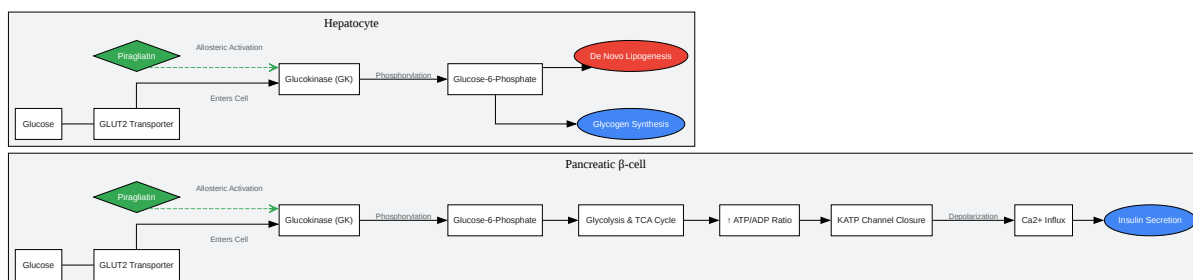 Hepatocyte
Piragliatin
Allosteric Activation
De Novo Lipogenesis
Glucokinase (GK)
Phosphorylation
Glucose-6-Phosphate
Enters Cell
Glucose
GLUT2 Transporter
Glycogen Synthesis
Pancreatic β-cell
Piragliatin
Allosteric Activation
Glucokinase (GK)
Phosphorylation
Glucose-6-Phosphate
Glycolysis & TCA Cycle
↑ ATP/ADP Ratio
KATP Channel Closure
Depolarization
Ca2+ Influx
Insulin Secretion
Enters Cell
Glucose
GLUT2 Transporter